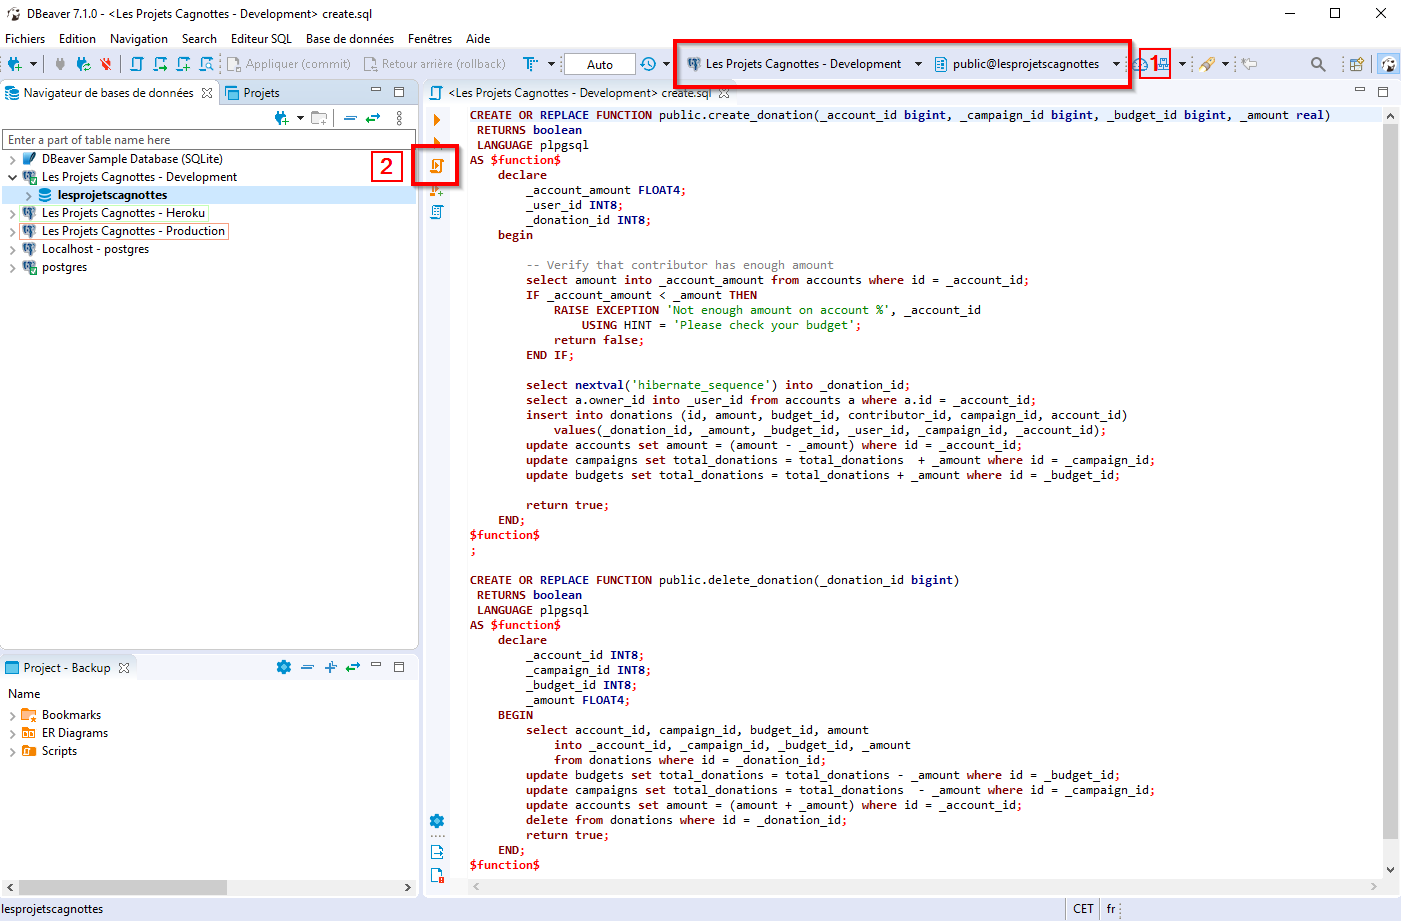 DBeaver 7.1.0 - <Les Projets Cagnottes - Development> create.sql
Fichiers Edition Navigation Search Editeur SQL Base de données Fenêtres Aide
Appliquer (commit) Retour arrière (rollback) Auto Les Projets Cagnottes - Development public@lesprojetscagnottes 1
Navigateur de bases de données Projets
Enter a part of table name here
DBeaver Sample Database (SQLite)
Les Projets Cagnottes - Development
lesprojetscagnottes
Les Projets Cagnottes - Heroku
Les Projets Cagnottes - Production
Localhost - postgres
postgres
2
Project - Backup
Name
Bookmarks
ER Diagrams
Scripts
<Les Projets Cagnottes - Development> create.sql
CREATE OR REPLACE FUNCTION public.create_donation(_account_id bigint, _campaign_id bigint, _budget_id bigint, _amount real)
RETURNS boolean
LANGUAGE plpgsql
AS $function$
declare
_account_amount FLOAT4;
_user_id INT8;
_donation_id INT8;
begin
-- Verify that contributor has enough amount
select amount into _account_amount from accounts where id = _account_id;
IF _account_amount < _amount THEN
RAISE EXCEPTION 'Not enough amount on account %', _account_id
USING HINT = 'Please check your budget';
return false;
END IF;
select nextval('hibernate_sequence') into _donation_id;
select a.owner_id into _user_id from accounts a where a.id = _account_id;
insert into donations (id, amount, budget_id, contributor_id, campaign_id, account_id)
values(_donation_id, _amount, _budget_id, _user_id, _campaign_id, _account_id);
update accounts set amount = (amount - _amount) where id = _account_id;
update campaigns set total_donations = total_donations  + _amount where id = _campaign_id;
update budgets set total_donations = total_donations + _amount where id = _budget_id;
return true;
END;
$function$
;
CREATE OR REPLACE FUNCTION public.delete_donation(_donation_id bigint)
RETURNS boolean
LANGUAGE plpgsql
AS $function$
declare
_account_id INT8;
_campaign_id INT8;
_budget_id INT8;
_amount FLOAT4;
BEGIN
select account_id, campaign_id, budget_id, amount
into _account_id, _campaign_id, _budget_id, _amount
from donations where id = _donation_id;
update budgets set total_donations = total_donations - _amount where id = _budget_id;
update campaigns set total_donations = total_donations  - _amount where id = _campaign_id;
update accounts set amount = (amount + _amount) where id = _account_id;
delete from donations where id = _donation_id;
return true;
END;
$function$
lesprojetscagnottes CET fr